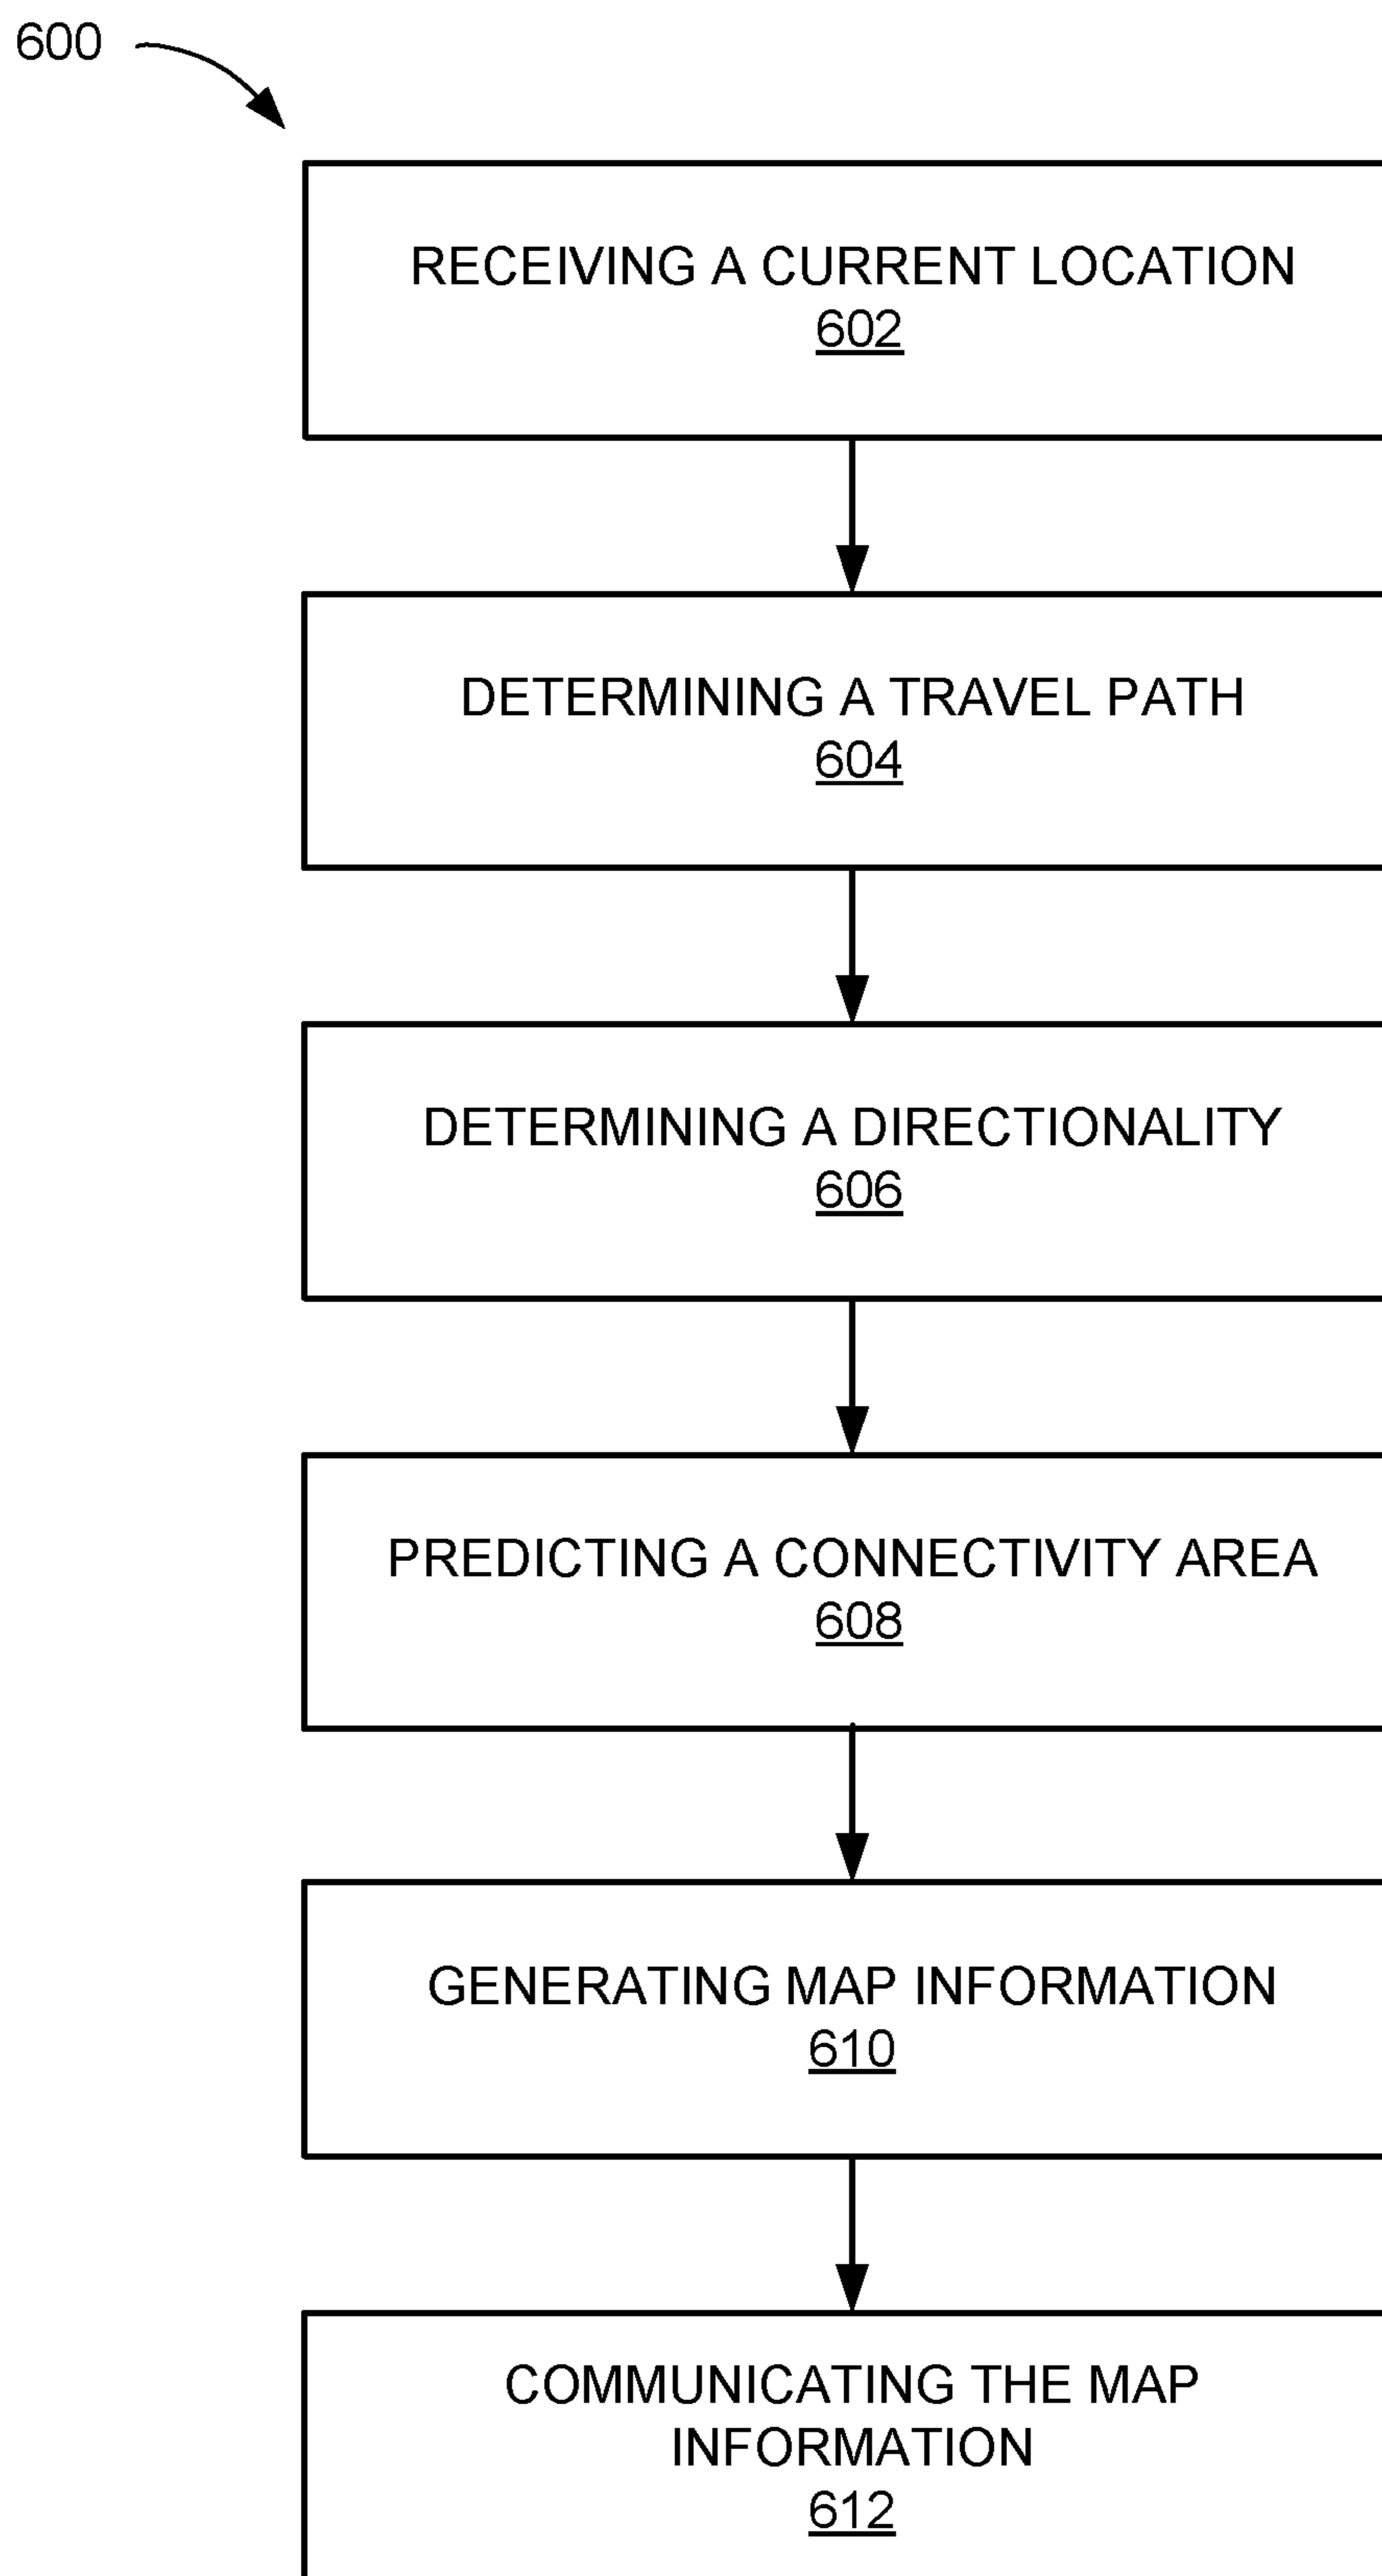 600
RECEIVING A CURRENT LOCATION
602
DETERMINING A TRAVEL PATH
604
DETERMINING A DIRECTIONALITY
606
PREDICTING A CONNECTIVITY AREA
608
GENERATING MAP INFORMATION
610
COMMUNICATING THE MAP
INFORMATION
612